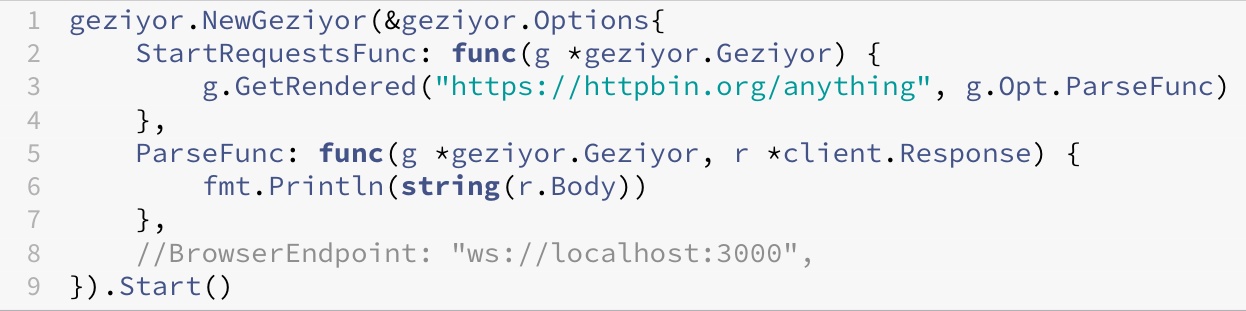 1 geziyor.NewGeziyor(&geziyor.Options{
2     StartRequestsFunc: func(g *geziyor.Geziyor) {
3         g.GetRendered("https://httpbin.org/anything", g.Opt.ParseFunc)
4     },
5     ParseFunc: func(g *geziyor.Geziyor, r *client.Response) {
6         fmt.Println(string(r.Body))
7     },
8     //BrowserEndpoint: "ws://localhost:3000",
9 }).Start()